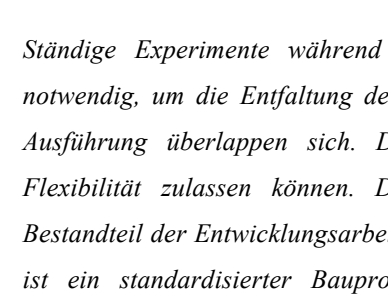 Ständige Experimente während
notwendig, um die Entfaltung de
Ausführung überlappen sich. D
Flexibilität zulassen können. D
Bestandteil der Entwicklungsarbe
ist ein standardisierter Baupro